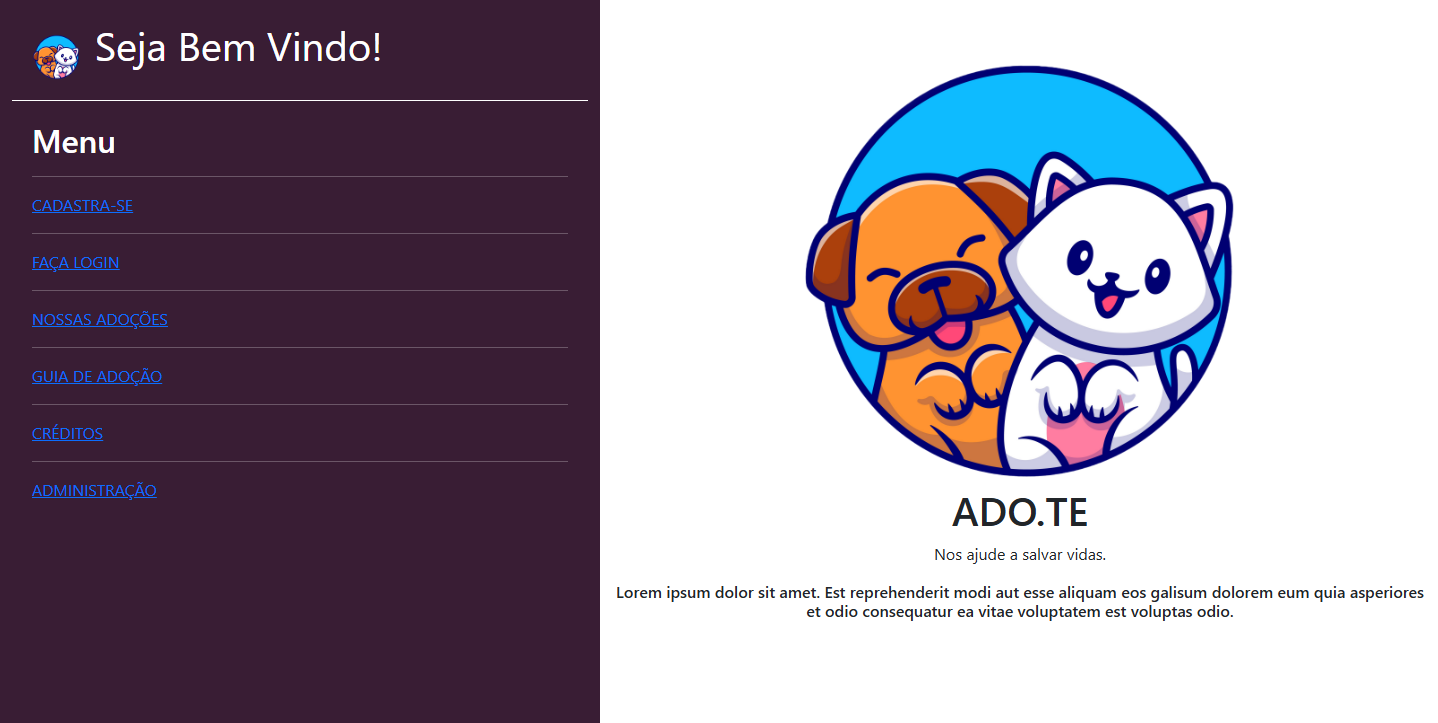 Seja Bem Vindo!
Menu
CADASTRA-SE
FAÇA LOGIN
NOSSAS ADOÇÕES
GUIA DE ADOÇÃO
CRÉDITOS
ADMINISTRAÇÃO
ADO.TE
Nos ajude a salvar vidas.
Lorem ipsum dolor sit amet. Est reprehenderit modi aut esse aliquam eos galisum dolorem eum quia asperiores
et odio consequatur ea vitae voluptatem est voluptas odio.